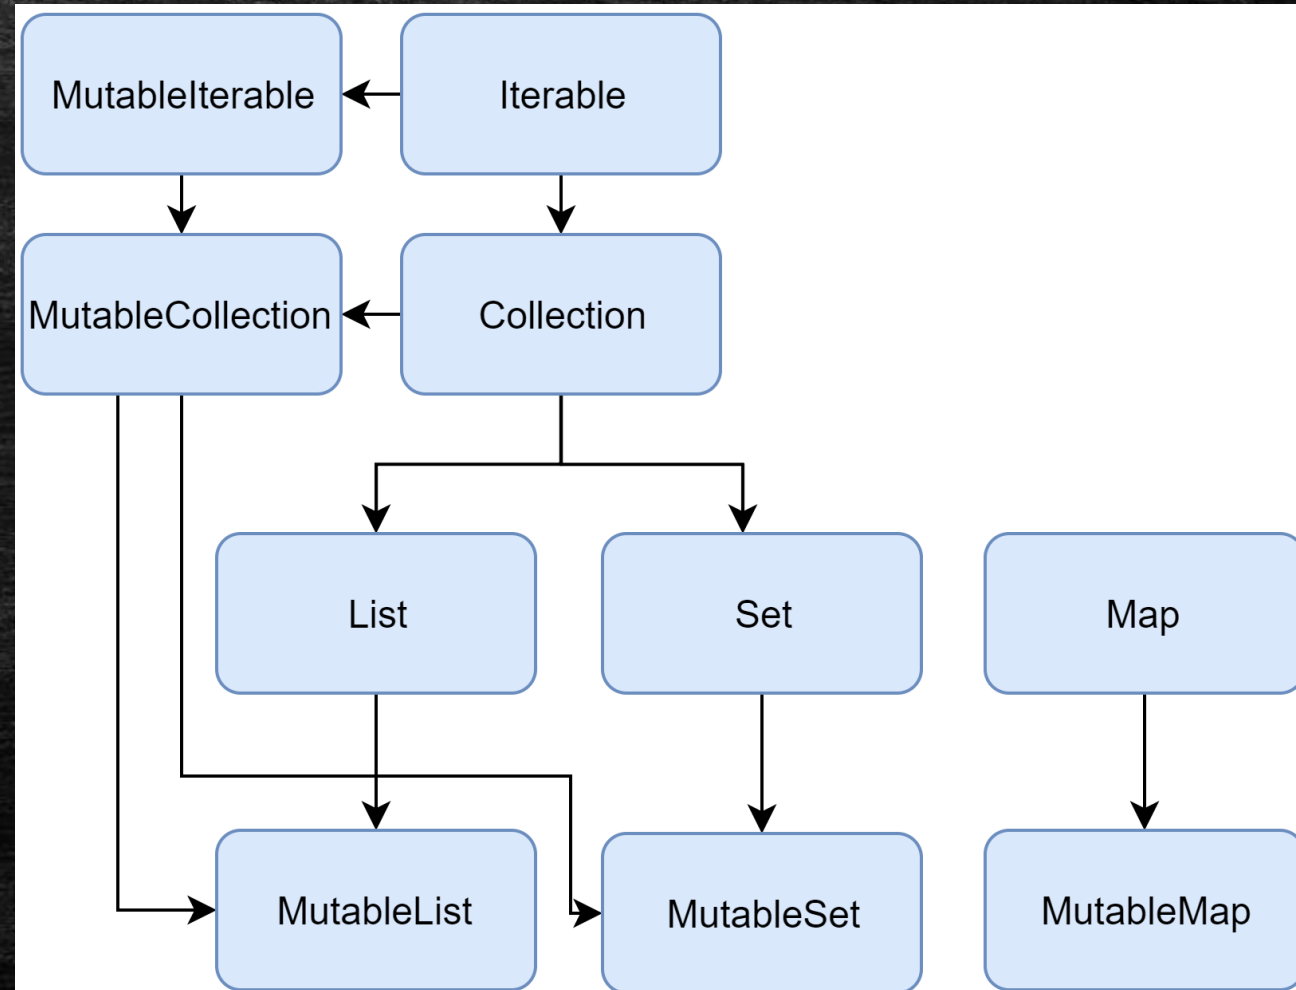 MutableIterable
Iterable
MutableCollection
Collection
List
Set
Map
MutableList
MutableSet
MutableMap